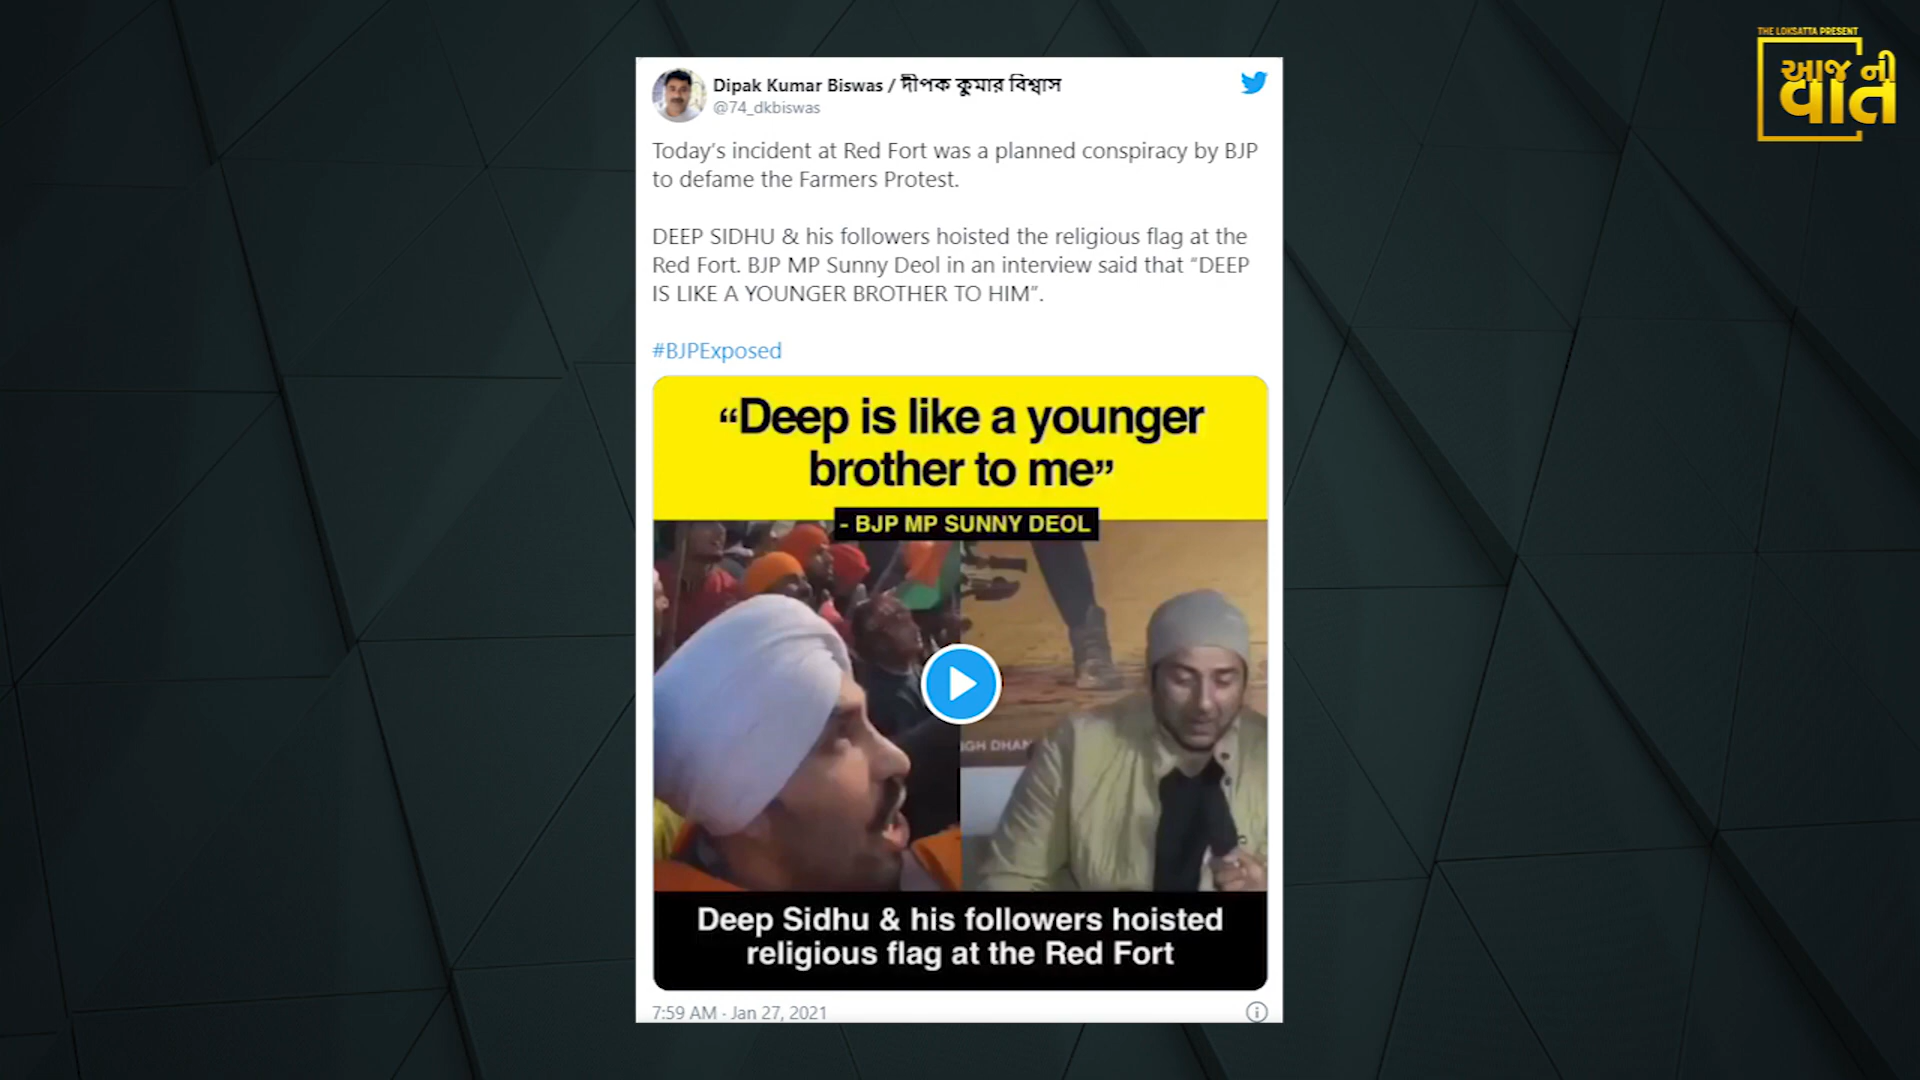 THE LOKSATTA PRESENT
આજ ની
વાત
Dipak Kumar Biswas / দীপক কুমার বিশ্বাস
@74_dkbiswas
Today's incident at Red Fort was a planned conspiracy by BJP
to defame the Farmers Protest.
DEEP SIDHU & his followers hoisted the religious flag at the
Red Fort. BJP MP Sunny Deol in an interview said that “DEEP
IS LIKE A YOUNGER BROTHER TO HIM”.
#BJPExposed
“Deep is like a younger
brother to me”
- BJP MP SUNNY DEOL
IGH DHAN
Deep Sidhu & his followers hoisted
religious flag at the Red Fort
7:59 AM · Jan 27, 2021